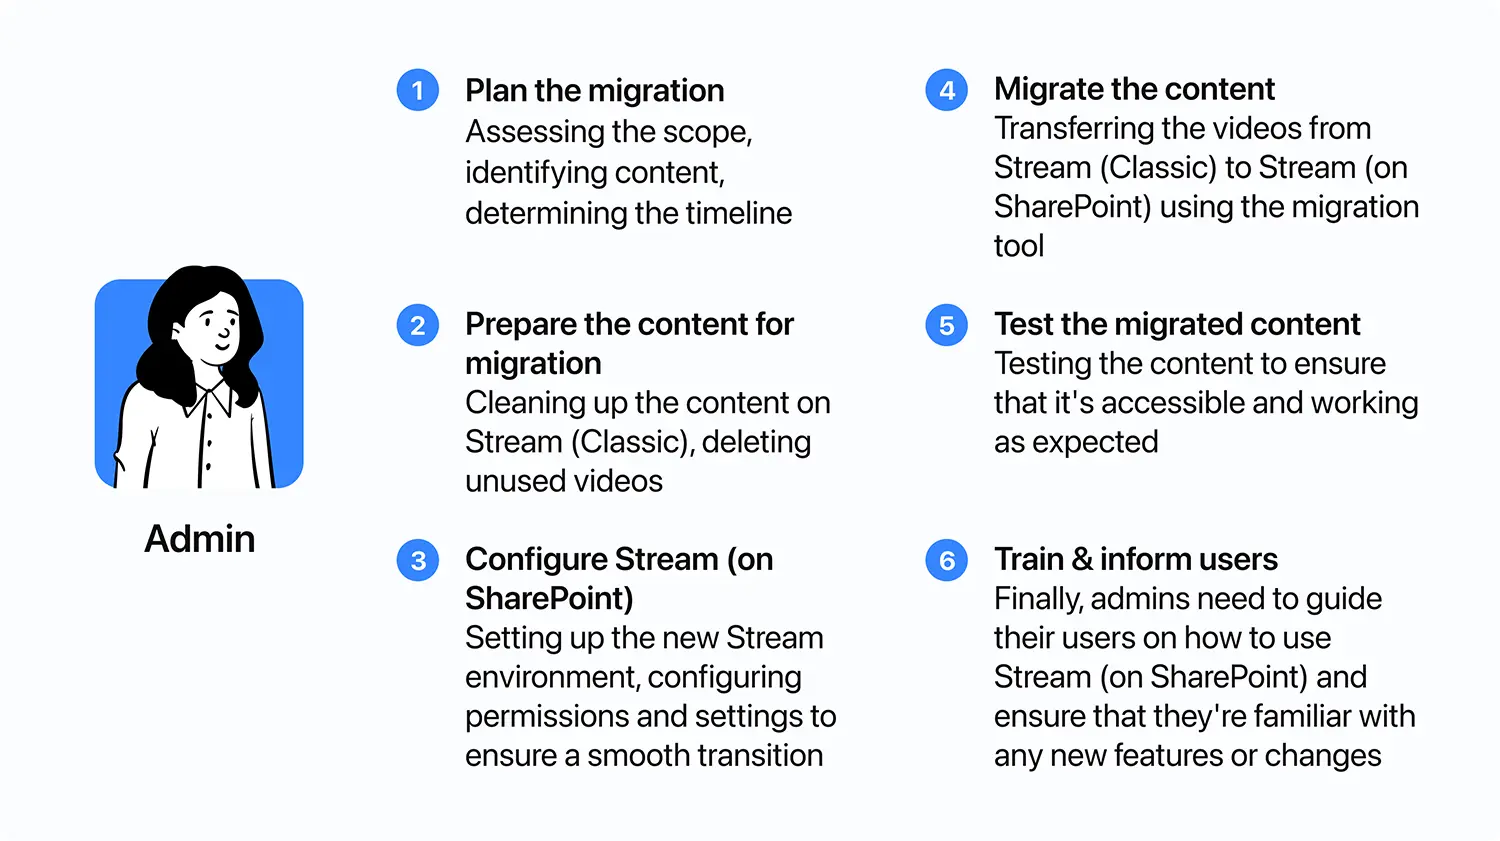 Admin
1
Plan the migration
Assessing the scope,
identifying content,
determining the timeline
2
Prepare the content for
migration
Cleaning up the content on
Stream (Classic), deleting
unused videos
3
Configure Stream (on
SharePoint)
Setting up the new Stream
environment, configuring
permissions and settings to
ensure a smooth transition
4
Migrate the content
Transferring the videos from
Stream (Classic) to Stream (on
SharePoint) using the migration
tool
5
Test the migrated content
Testing the content to ensure
that it's accessible and working
as expected
6
Train & inform users
Finally, admins need to guide
their users on how to use
Stream (on SharePoint) and
ensure that they're familiar with
any new features or changes